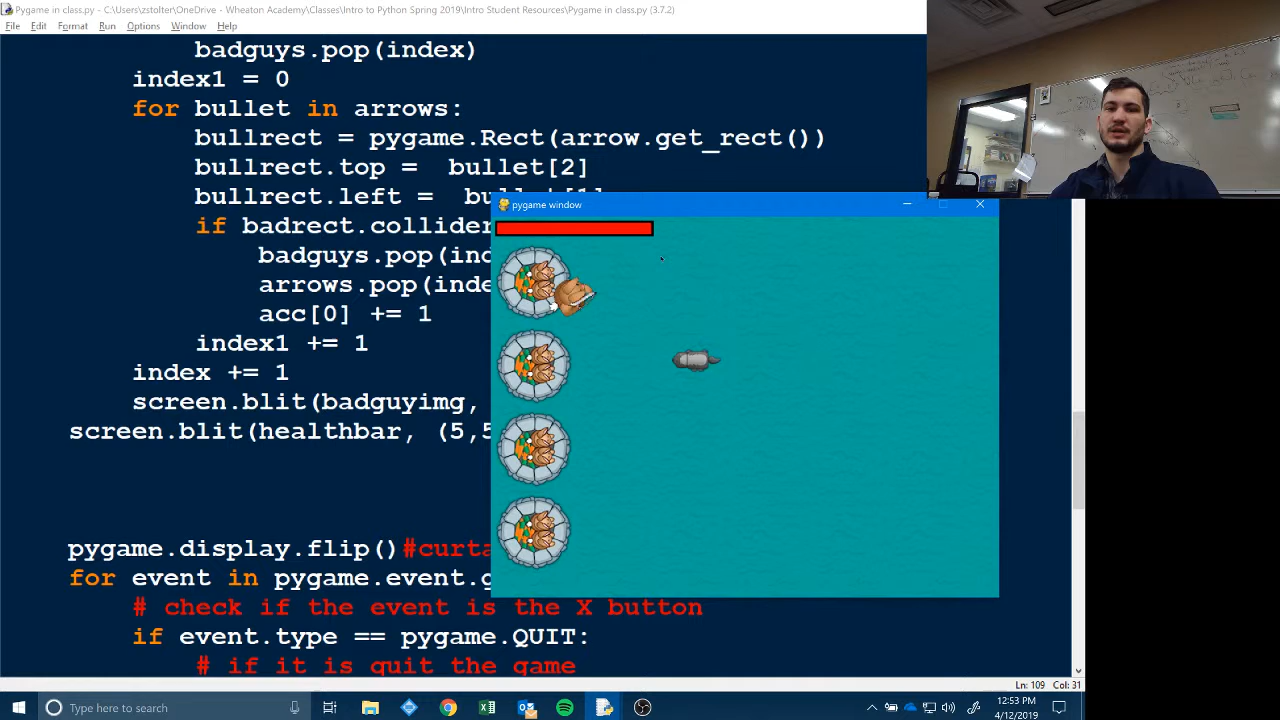 Pygame in class.py - C:\Users\zstolter\OneDrive - Wheaton Academy\Classes\Intro to Python Spring 2019\Intro Student Resources\Pygame in class.py (3.7.2)
File Edit Format Run Options Window Help
badguys.pop(index)
index1 = 0
for bullet in arrows:
bullrect = pygame.Rect(arrow.get_rect())
bullrect.top = bullet[2]
bullrect.left =
pygame window
if badrect.collider
badguys.pop(ind
arrows.pop(inde
acc[0] += 1
index1 += 1
index += 1
screen.blit(badguyimg,
screen.blit(healthbar, (5,5
pygame.display.flip()#curta
for event in pygame.event.g
# check if the event is the X button
if event.type == pygame.QUIT:
# if it is quit the game
Ln: 109 Col: 31
Type here to search
12:53 PM
4/12/2019